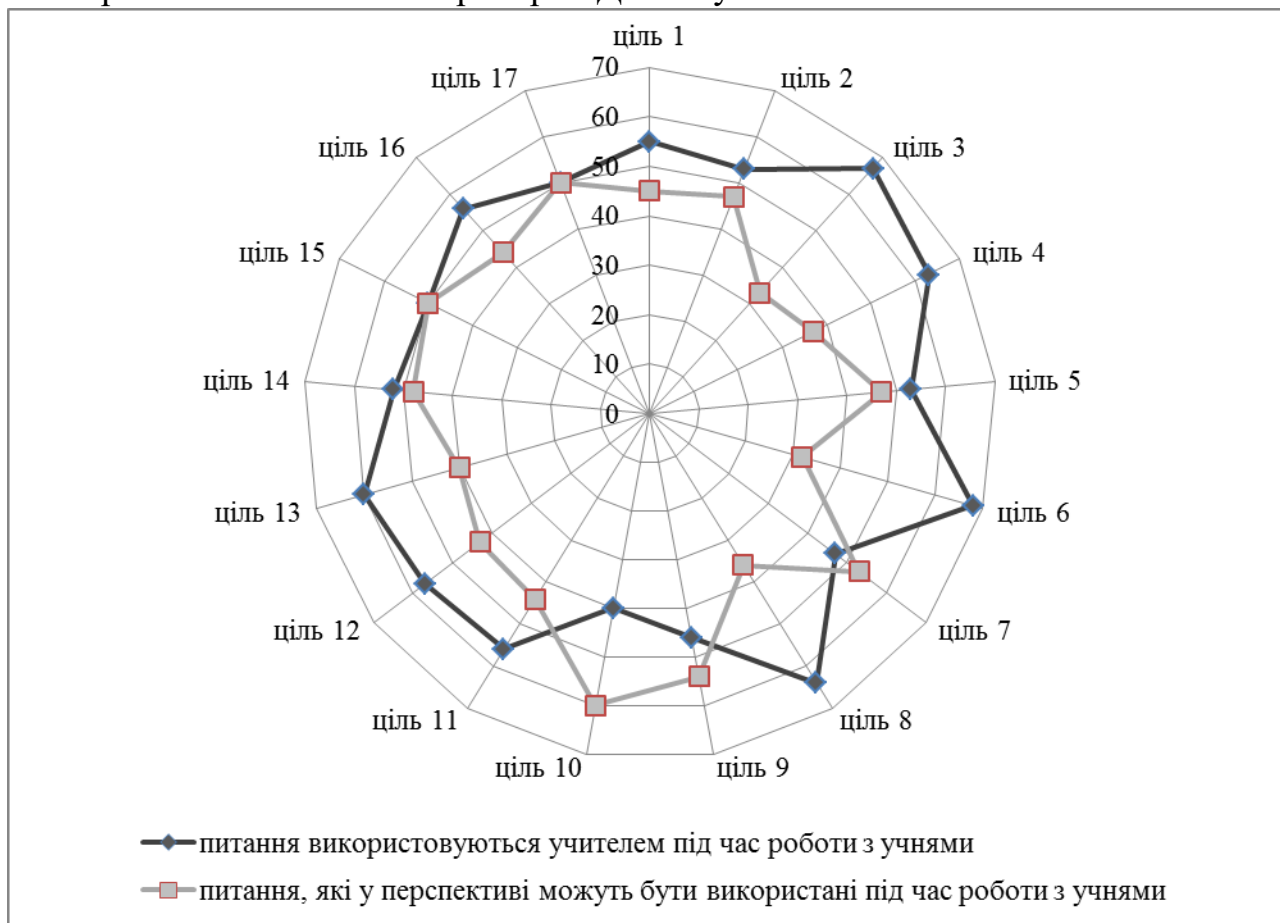 ціль 1
70
ціль 17
ціль 2
60
ціль 16
ціль 3
50
40
ціль 15
ціль 4
30
20
10
ціль 14
ціль 5
0
ціль 13
ціль 6
ціль 12
ціль 7
ціль 11
ціль 8
ціль 10
ціль 9
питання використовуються учителем під час роботи з учнями
питання, які у перспективі можуть бути використані під час роботи з учнями